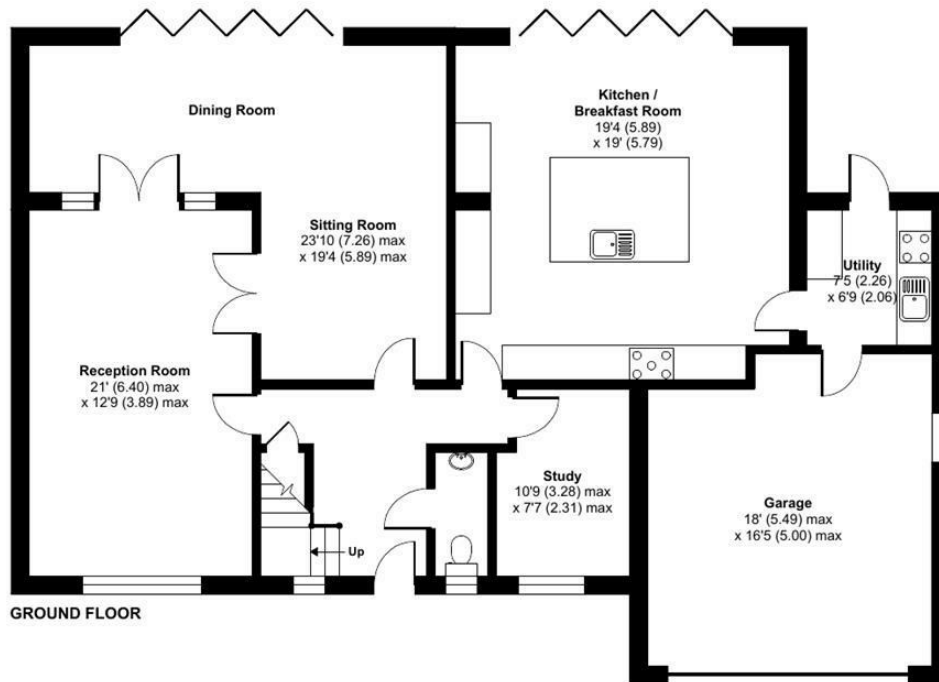 Dining Room
Kitchen /
Breakfast Room
19'4 (5.89)
x 19' (5.79)
Sitting Room
23'10 (7.26) max
x 19'4 (5.89) max
Utility
7'5 (2.26)
x 6'9 (2.06)
Reception Room
21' (6.40) max
x 12'9 (3.89) max
Study
10'9 (3.28) max
x 7'7 (2.31) max
Garage
18' (5.49) max
x 16'5 (5.00) max
Up
GROUND FLOOR